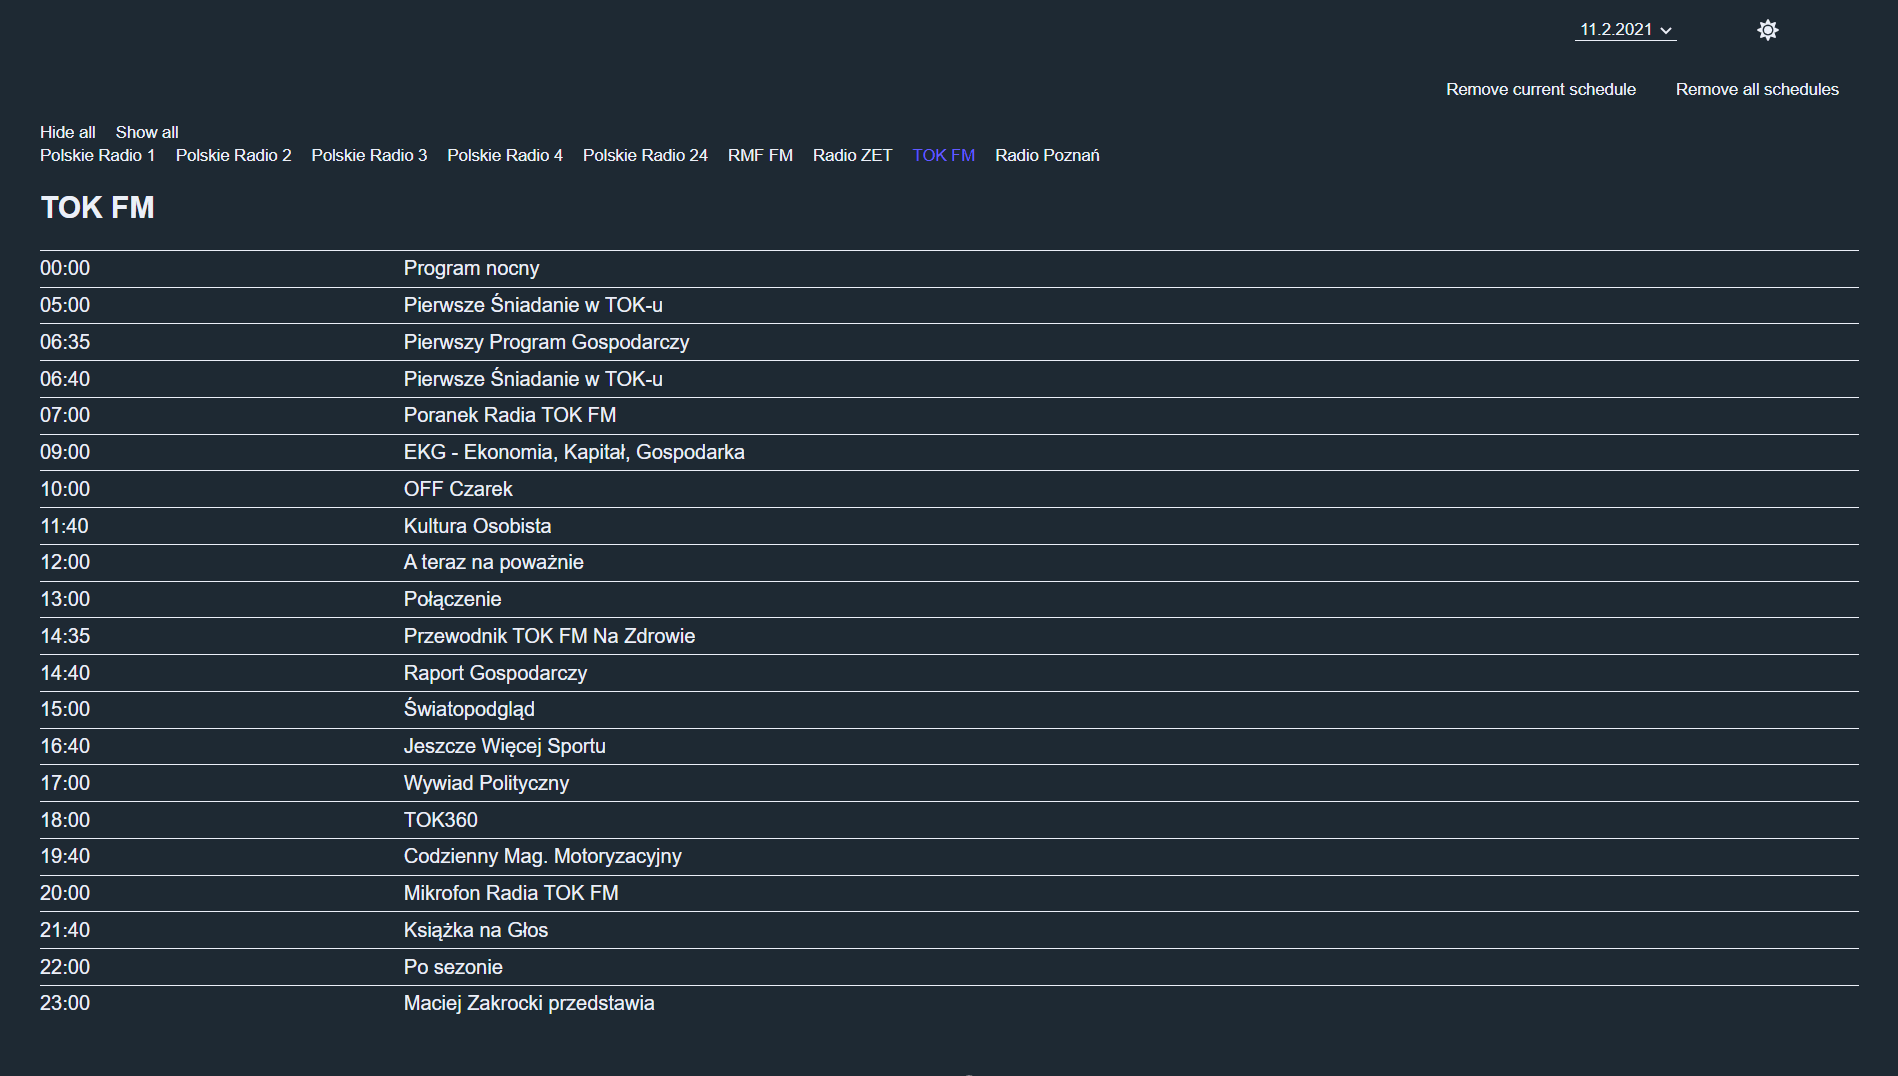 11.2.2021
Remove current schedule Remove all schedules
Hide all Show all
Polskie Radio 1 Polskie Radio 2 Polskie Radio 3 Polskie Radio 4 Polskie Radio 24 RMF FM Radio ZET TOK FM Radio Poznań
TOK FM
00:00 Program nocny
05:00 Pierwsze Śniadanie w TOK-u
06:35 Pierwszy Program Gospodarczy
06:40 Pierwsze Śniadanie w TOK-u
07:00 Poranek Radia TOK FM
09:00 EKG - Ekonomia, Kapitał, Gospodarka
10:00 OFF Czarek
11:40 Kultura Osobista
12:00 A teraz na poważnie
13:00 Połączenie
14:35 Przewodnik TOK FM Na Zdrowie
14:40 Raport Gospodarczy
15:00 Światopodgląd
16:40 Jeszcze Więcej Sportu
17:00 Wywiad Polityczny
18:00 TOK360
19:40 Codzienny Mag. Motoryzacyjny
20:00 Mikrofon Radia TOK FM
21:40 Książka na Głos
22:00 Po sezonie
23:00 Maciej Zakrocki przedstawia